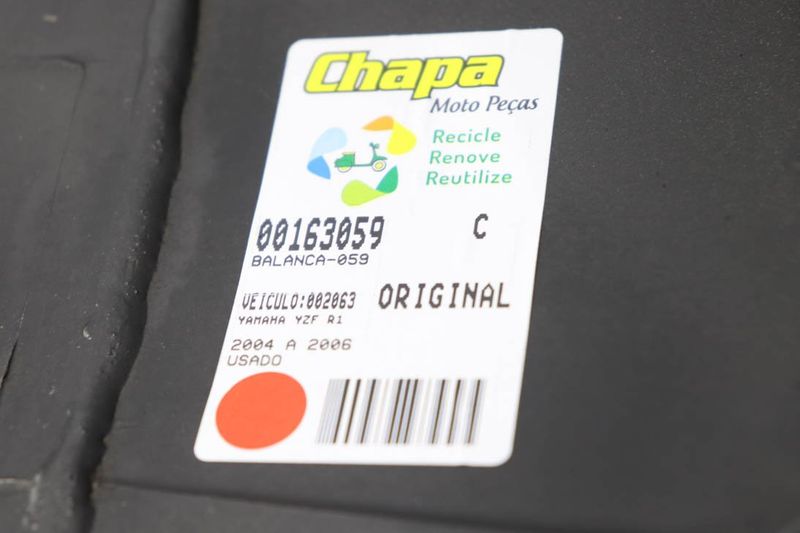 Chapa
Moto Peças
Recicle
Renove
Reutilize
00163059 C
BALANCA-059
VEICULO:002063 ORIGINAL
YAMAHA YZF R1
2004 A 2006
USADO